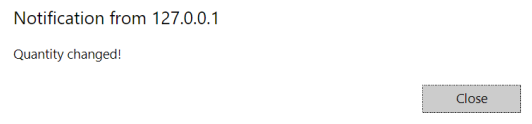 Notification from 127.0.0.1
Quantity changed!
Close